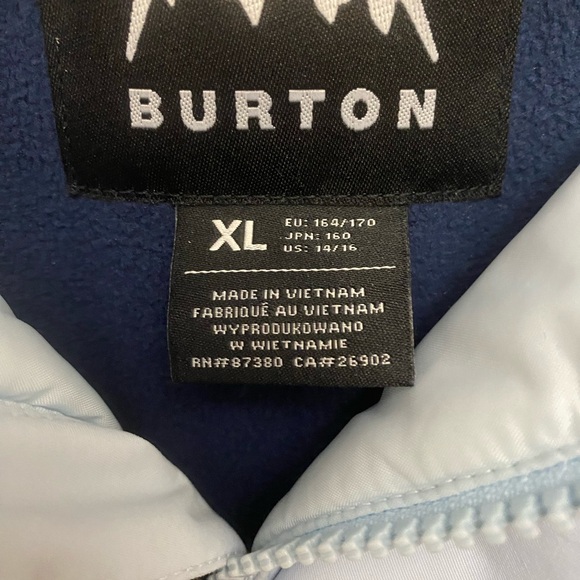 BURTON
XL
EU: 164/170
JPN: 160
US: 14/16
MADE IN VIETNAM
FABRIQUÉ AU VIETNAM
WYPRODUKOWANO
W WIETNAMIE
RN#87380 CA#26902